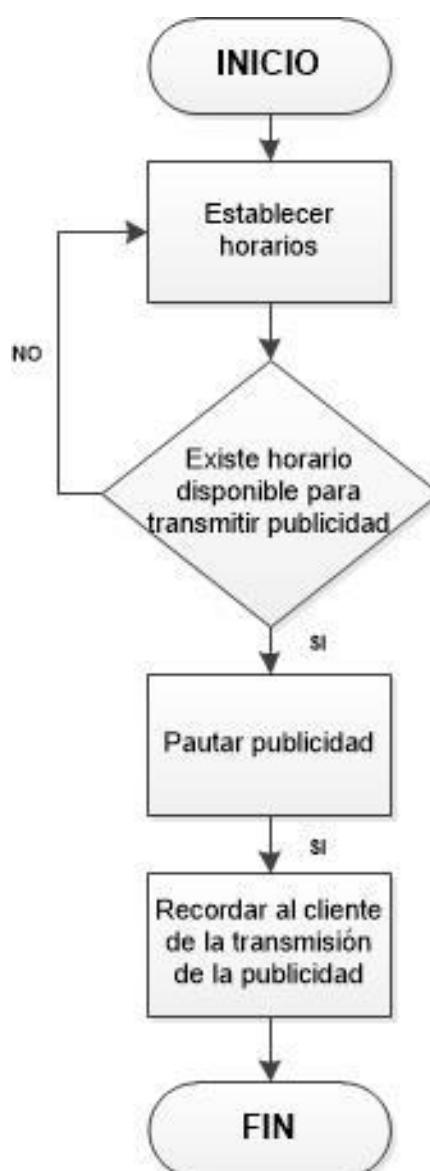 INICIO
Establecer
horarios
NO
Existe horario
disponible para
transmitir publicidad
SI
Pautar publicidad
SI
Recordar al cliente
de la transmisión
de la publicidad
FIN